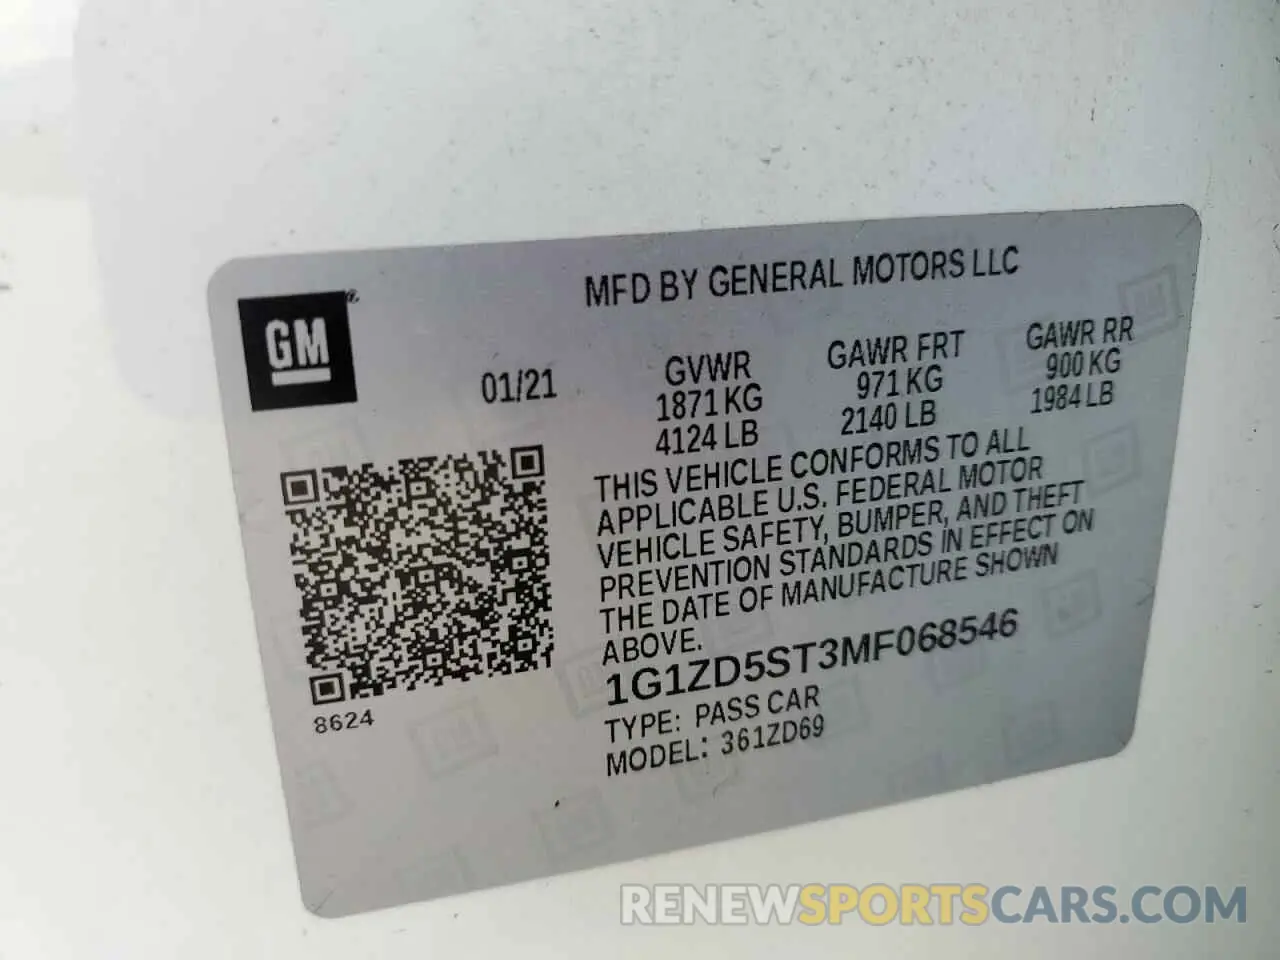 MFD BY GENERAL MOTORS LLC
GM®
01/21
GVWR
1871 KG
4124 LB
GAWR FRT
971 KG
2140 LB
GAWR RR
900 KG
1984 LB
THIS VEHICLE CONFORMS TO ALL
APPLICABLE U.S. FEDERAL MOTOR
VEHICLE SAFETY, BUMPER, AND THEFT
PREVENTION STANDARDS IN EFFECT ON
THE DATE OF MANUFACTURE SHOWN
ABOVE.
1G1ZD5ST3MF068546
TYPE: PASS CAR
MODEL: 361ZD69
8624
RENEWSPORTSCARS.COM